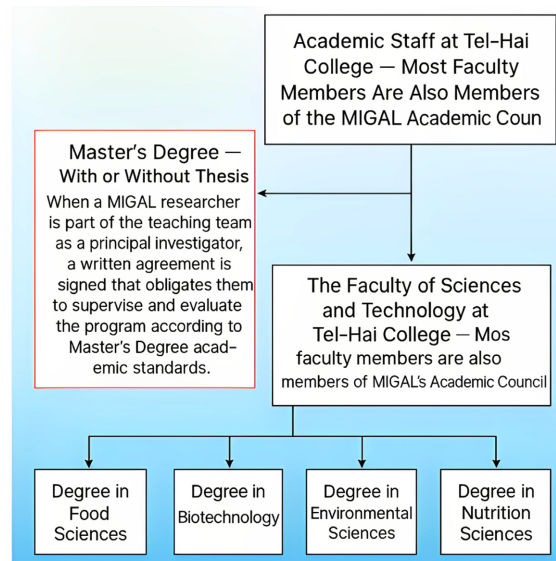 Academic Staff at Tel-Hai
College — Most Faculty
Members Are Also Members
of the MIGAL Academic Coun
Master's Degree —
With or Without Thesis
When a MIGAL researcher
is part of the teaching team
as a principal investigator,
a written agreement is
signed that obligates them
to supervise and evaluate
the program according to
Master's Degree acad-
emic standards.
The Faculty of Sciences
and Technology at
Tel-Hai College — Mos
faculty members are also
members of MIGAL's Academic Council
Degree in
Food
Sciences
Degree in
Biotechnology
Degree in
Environmental
Sciences
Degree in
Nutrition
Sciences